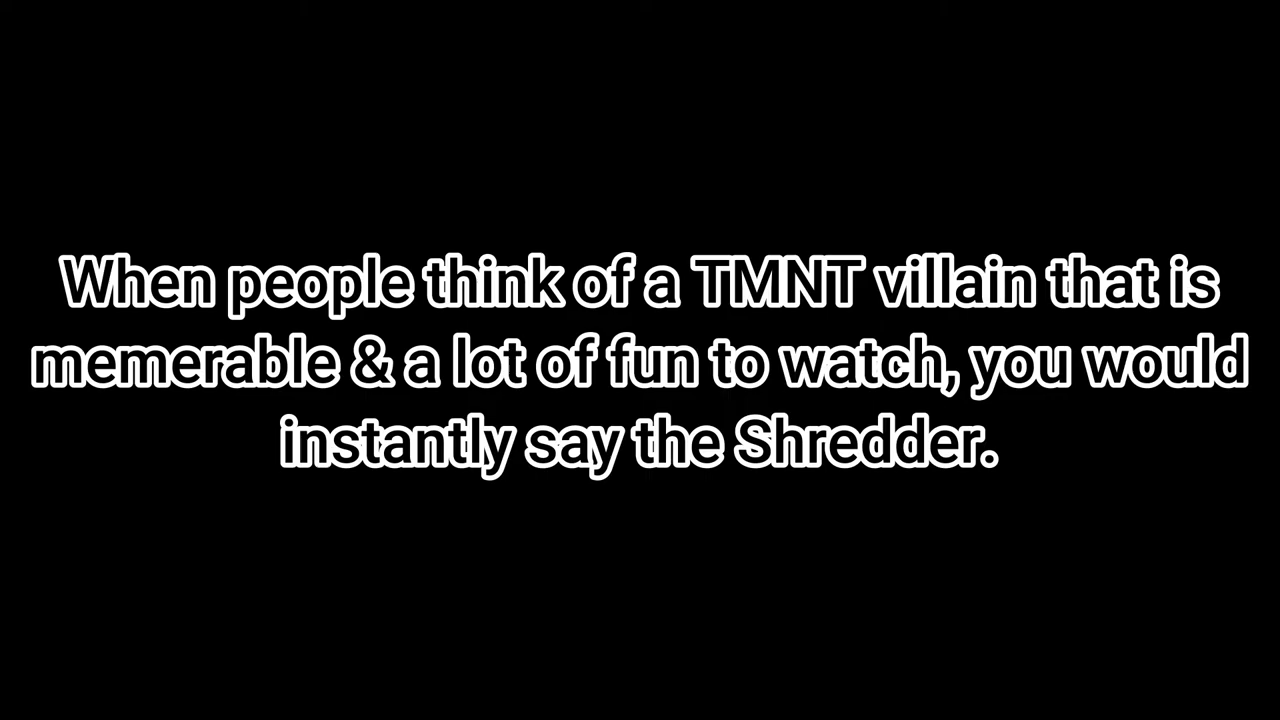 When people think of a TMNT villain that is
memerable & a lot of fun to watch, you would
instantly say the Shredder.